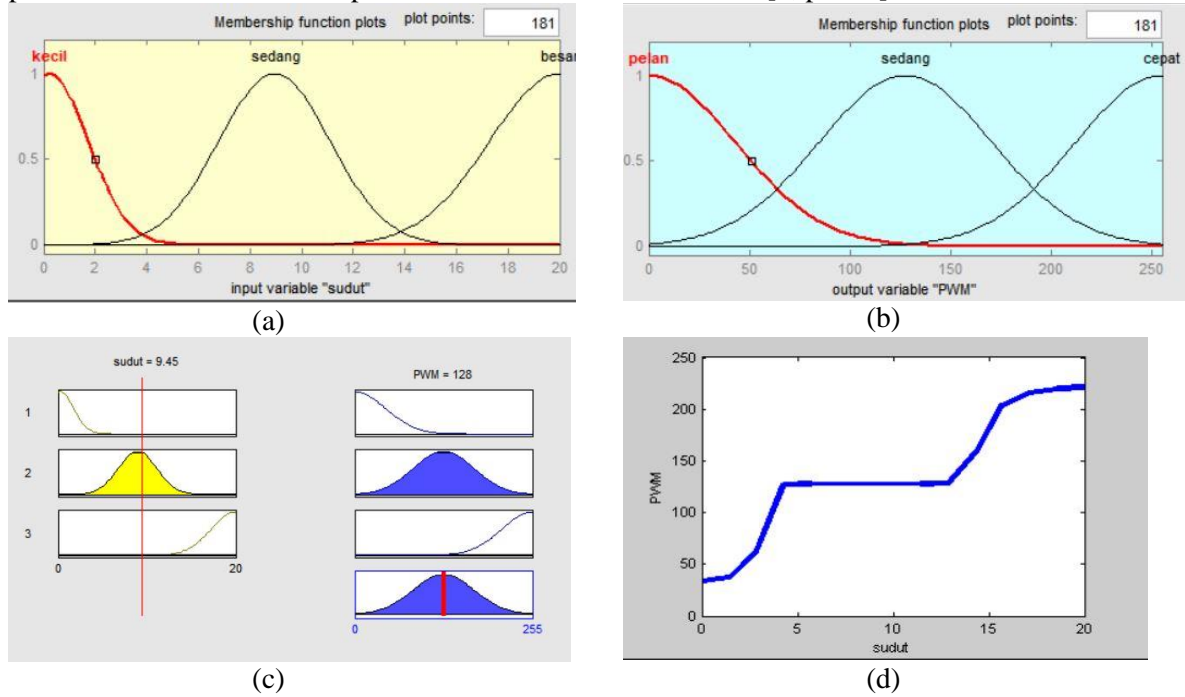 Membership function plots plot points: 181
kecil sedang besar
1
0.5
0
0 2 4 6 8 10 12 14 16 18 20
input variable "sudut"
(a)
Membership function plots plot points: 181
pelan sedang cepat
1
0.5
0
0 50 100 150 200 250
output variable "PWM"
(b)
sudut = 9.45
PWM = 128
1
2
3
0 20
0 255
(c)
250
200
150
100
50
0
PWM
0 5 10 15 20
sudut
(d)